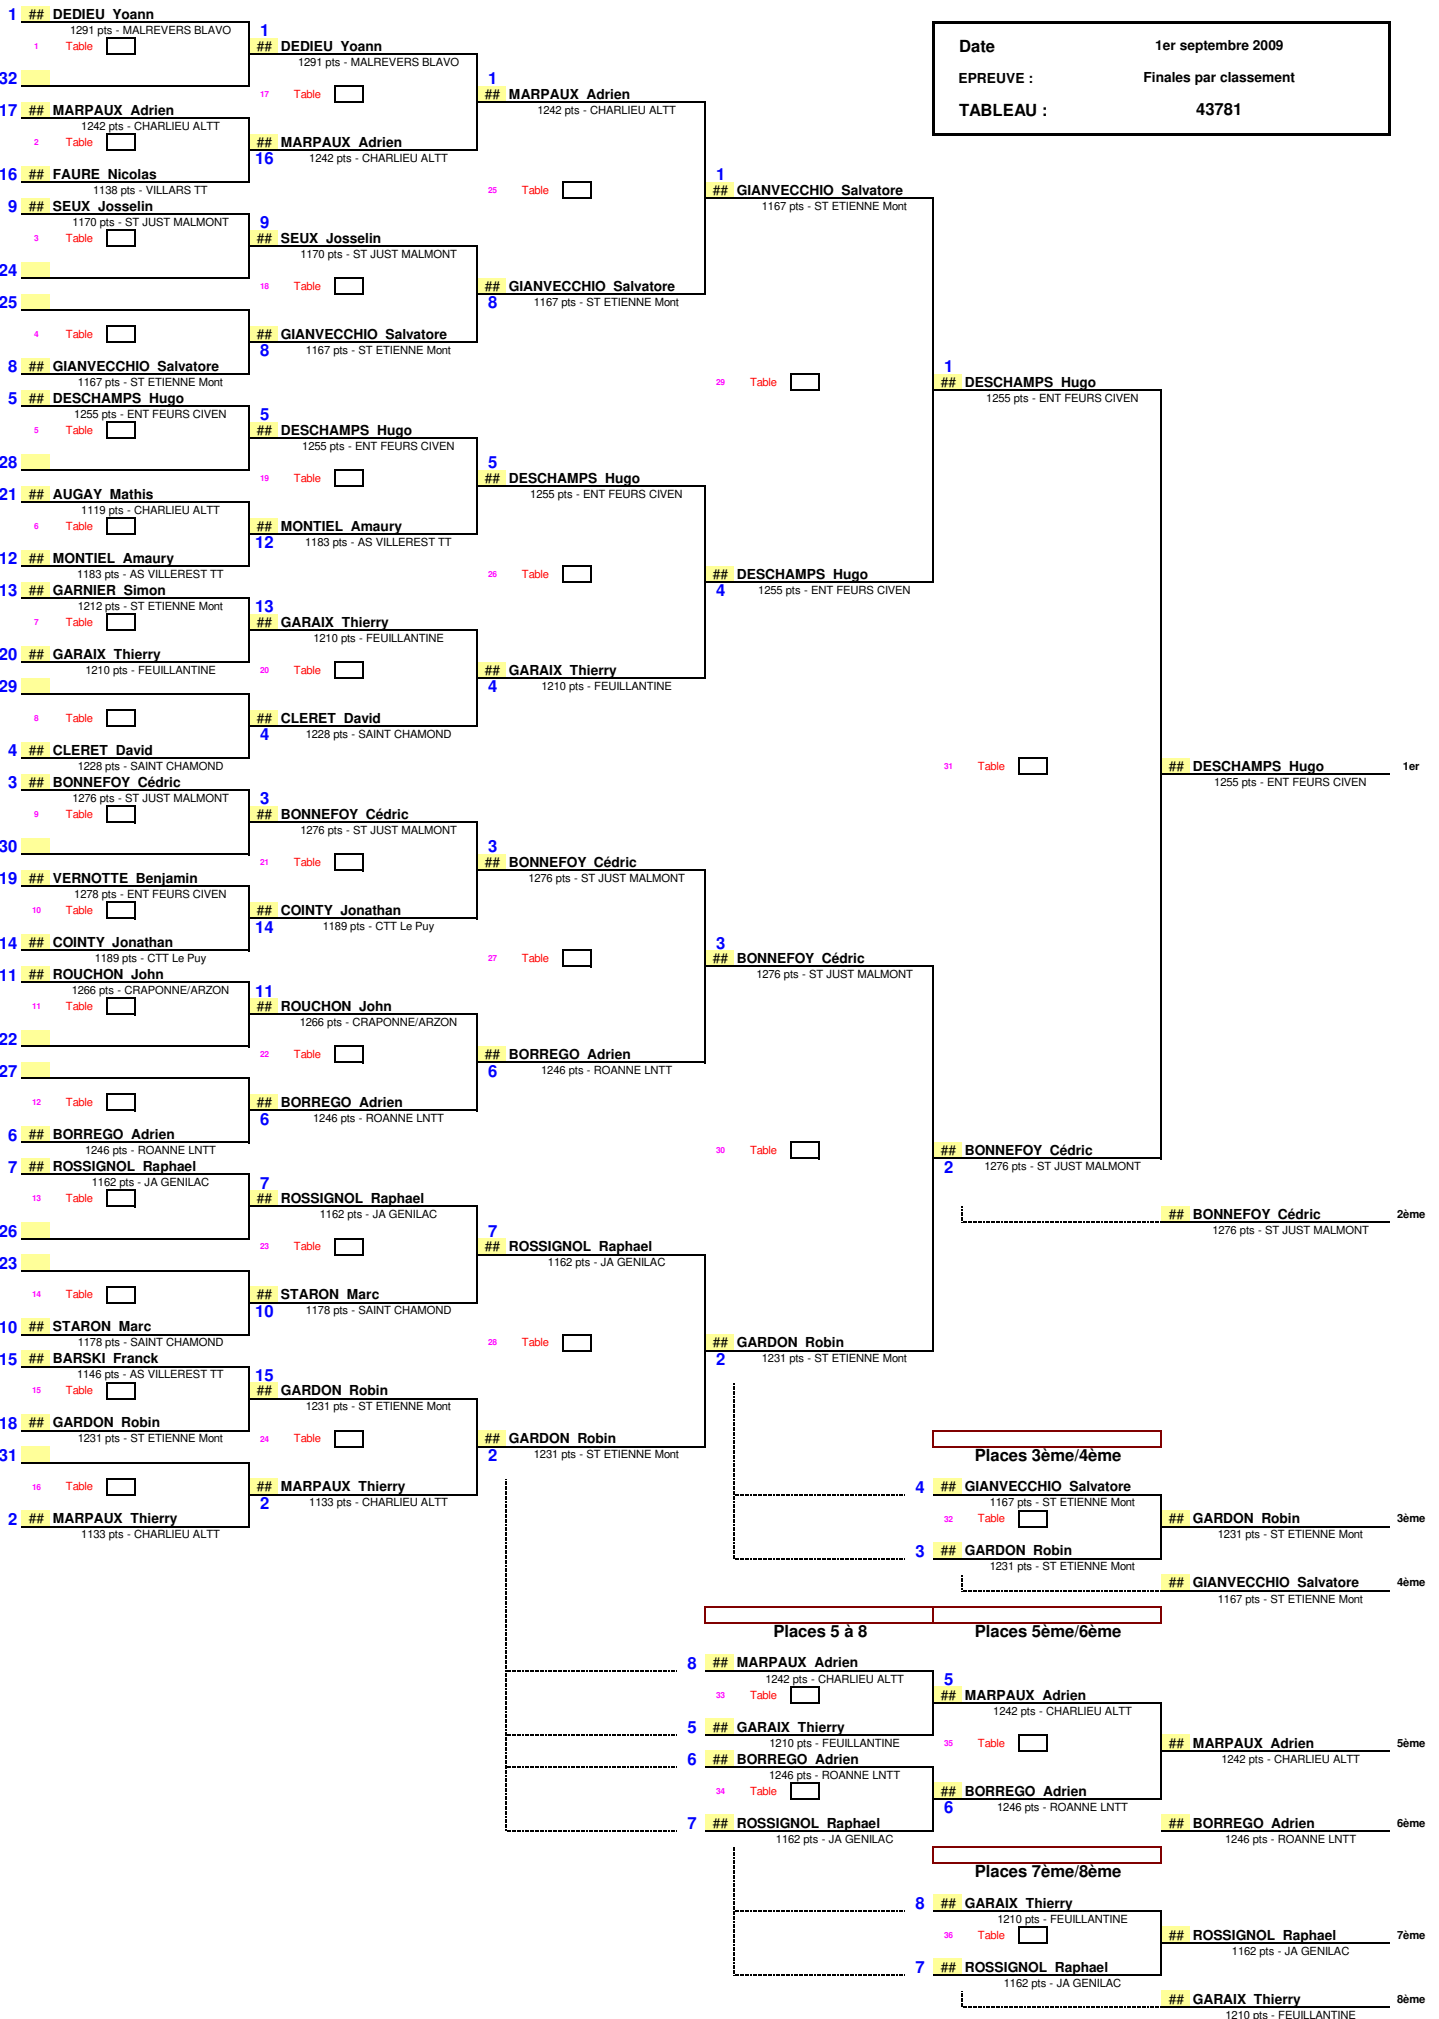 1 ## DEDIEU Yoann
1291 pts - MALREVERS BLAVO
1 Table
32
17 ## MARPAUX Adrien
1242 pts - CHARLIEU ALTT
2 Table
16 ## FAURE Nicolas
1138 pts - VILLARS TT
9 ## SEUX Josselin
1170 pts - ST JUST MALMONT
3 Table
24
25
4 Table
8 ## GIANVECCHIO Salvatore
1167 pts - ST ETIENNE Mont
5 ## DESCHAMPS Hugo
1255 pts - ENT FEURS CIVEN
5 Table
28
21 ## AUGAY Mathis
1119 pts - CHARLIEU ALTT
6 Table
12 ## MONTIEL Amaury
1183 pts - AS VILLEREST TT
13 ## GARNIER Simon
1212 pts - ST ETIENNE Mont
7 Table
20 ## GARAIX Thierry
1210 pts - FEUILLANTINE
29
8 Table
4 ## CLERET David
1228 pts - SAINT CHAMOND
3 ## BONNEFOY Cédric
1276 pts - ST JUST MALMONT
9 Table
30
19 ## VERNOTTE Benjamin
1278 pts - ENT FEURS CIVEN
10 Table
14 ## COINTY Jonathan
1189 pts - CTT Le Puy
11 ## ROUCHON John
1266 pts - CRAPONNE/ARZON
11 Table
22
27
12 Table
6 ## BORREGO Adrien
1246 pts - ROANNE LNTT
7 ## ROSSIGNOL Raphael
1162 pts - JA GENILAC
13 Table
26
23
14 Table
10 ## STARON Marc
1178 pts - SAINT CHAMOND
15 ## BARSKI Franck
1146 pts - AS VILLEREST TT
15 Table
18 ## GARDON Robin
1231 pts - ST ETIENNE Mont
31
16 Table
2 ## MARPAUX Thierry
1133 pts - CHARLIEU ALTT
1
## DEDIEU Yoann
1291 pts - MALREVERS BLAVO
17 Table
## MARPAUX Adrien
16 1242 pts - CHARLIEU ALTT
9
## SEUX Josselin
1170 pts - ST JUST MALMONT
18 Table
## GIANVECCHIO Salvatore
8 1167 pts - ST ETIENNE Mont
5
## DESCHAMPS Hugo
1255 pts - ENT FEURS CIVEN
19 Table
## MONTIEL Amaury
12 1183 pts - AS VILLEREST TT
13
## GARAIX Thierry
1210 pts - FEUILLANTINE
20 Table
## CLERET David
4 1228 pts - SAINT CHAMOND
3
## BONNEFOY Cédric
1276 pts - ST JUST MALMONT
21 Table
## COINTY Jonathan
14 1189 pts - CTT Le Puy
11
## ROUCHON John
1266 pts - CRAPONNE/ARZON
22 Table
## BORREGO Adrien
6 1246 pts - ROANNE LNTT
7
## ROSSIGNOL Raphael
1162 pts - JA GENILAC
23 Table
## STARON Marc
10 1178 pts - SAINT CHAMOND
15
## GARDON Robin
1231 pts - ST ETIENNE Mont
24 Table
## MARPAUX Thierry
2 1133 pts - CHARLIEU ALTT
1
## MARPAUX Adrien
1242 pts - CHARLIEU ALTT
25 Table
## GIANVECCHIO Salvatore
8 1167 pts - ST ETIENNE Mont
5
## DESCHAMPS Hugo
1255 pts - ENT FEURS CIVEN
26 Table
## GARAIX Thierry
4 1210 pts - FEUILLANTINE
3
## BONNEFOY Cédric
1276 pts - ST JUST MALMONT
27 Table
## BORREGO Adrien
6 1246 pts - ROANNE LNTT
7
## ROSSIGNOL Raphael
1162 pts - JA GENILAC
28 Table
## GARDON Robin
2 1231 pts - ST ETIENNE Mont
1
## GIANVECCHIO Salvatore
1167 pts - ST ETIENNE Mont
29 Table
## DESCHAMPS Hugo
4 1255 pts - ENT FEURS CIVEN
3
## BONNEFOY Cédric
1276 pts - ST JUST MALMONT
30 Table
## GARDON Robin
2 1231 pts - ST ETIENNE Mont
Date 1er septembre 2009
EPREUVE : Finales par classement
TABLEAU : 43781
1
## DESCHAMPS Hugo
1255 pts - ENT FEURS CIVEN
31 Table
## BONNEFOY Cédric
2 1276 pts - ST JUST MALMONT
## DESCHAMPS Hugo 1er
1255 pts - ENT FEURS CIVEN
## BONNEFOY Cédric 2ème
1276 pts - ST JUST MALMONT
Places 3ème/4ème
4 ## GIANVECCHIO Salvatore
1167 pts - ST ETIENNE Mont
32 Table
3 ## GARDON Robin
1231 pts - ST ETIENNE Mont
## GARDON Robin 3ème
1231 pts - ST ETIENNE Mont
## GIANVECCHIO Salvatore 4ème
1167 pts - ST ETIENNE Mont
Places 5 à 8
8 ## MARPAUX Adrien
1242 pts - CHARLIEU ALTT
33 Table
5 ## GARAIX Thierry
1210 pts - FEUILLANTINE
6 ## BORREGO Adrien
1246 pts - ROANNE LNTT
34 Table
7 ## ROSSIGNOL Raphael
1162 pts - JA GENILAC
Places 5ème/6ème
5
## MARPAUX Adrien
1242 pts - CHARLIEU ALTT
35 Table
## BORREGO Adrien
6 1246 pts - ROANNE LNTT
## MARPAUX Adrien 5ème
1242 pts - CHARLIEU ALTT
## BORREGO Adrien 6ème
1246 pts - ROANNE LNTT
Places 7ème/8ème
8 ## GARAIX Thierry
1210 pts - FEUILLANTINE
36 Table
7 ## ROSSIGNOL Raphael
1162 pts - JA GENILAC
## ROSSIGNOL Raphael 7ème
1162 pts - JA GENILAC
## GARAIX Thierry 8ème
1210 pts - FEUILLANTINE